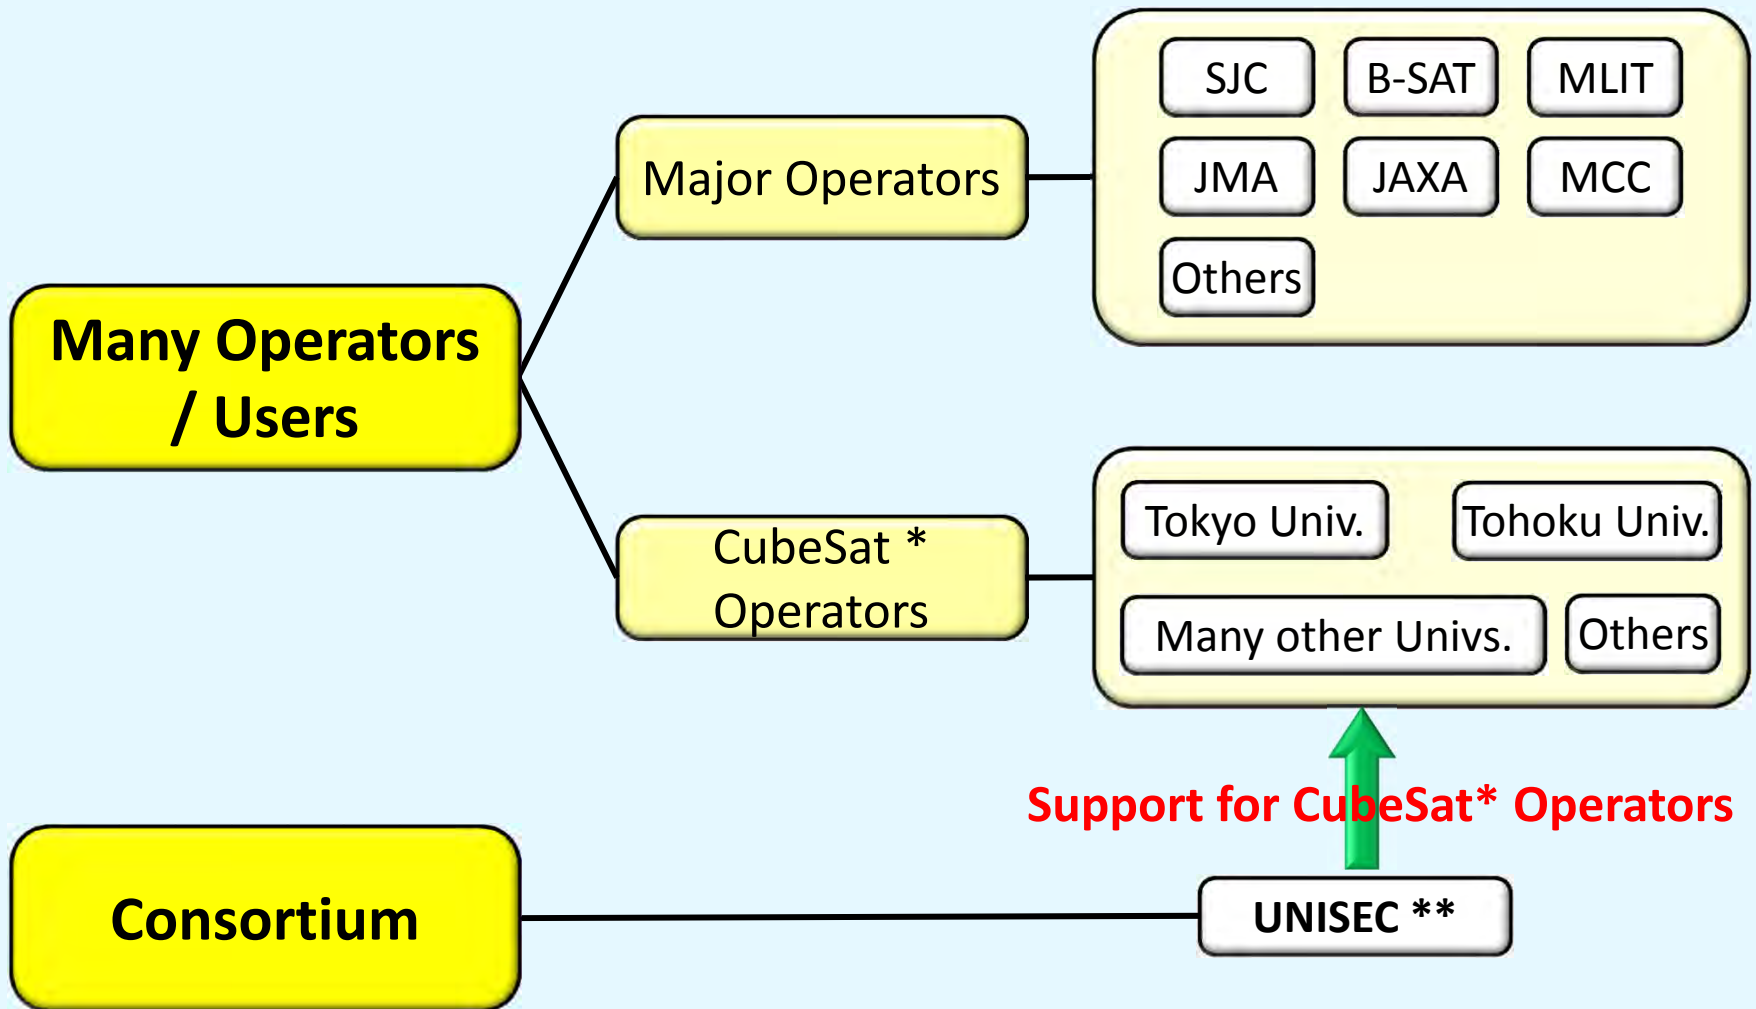 SJC
B-SAT
MLIT
Major Operators
JMA
JAXA
MCC
Others
Many Operators
/ Users
Tokyo Univ.
Tohoku Univ.
CubeSat *
Operators
Many other Univs.
Others
Support for CubeSat* Operators
Consortium
UNISEC **